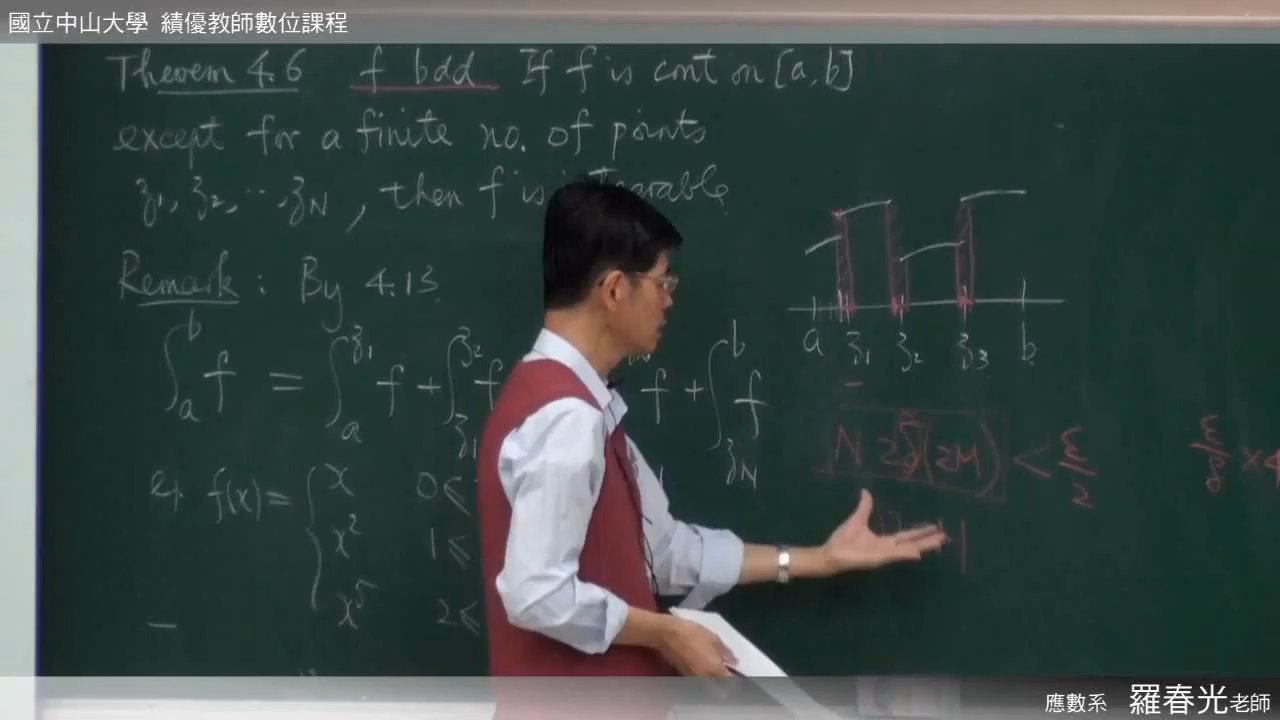 國立中山大學 績優教師數位課程
Theorem 4.6 f bdd If f is cont on [a, b]
except for a finite no. of points
ξ1, ξ2, ..., ξN, then f is
Remark : By 4.13.
∫_a^b f = ∫_a^ξ1 f + ∫_ξ1^ξ2 f f + ∫_ξN^b f
a ξ1 ξ2 ξ3 b
N 2δ(2M) < ε/2
ε/8 ×4
eg. f(x) = { x 0 ≤
x² 1 ≤
x⁵ 2 ≤
應數系 羅春光老師